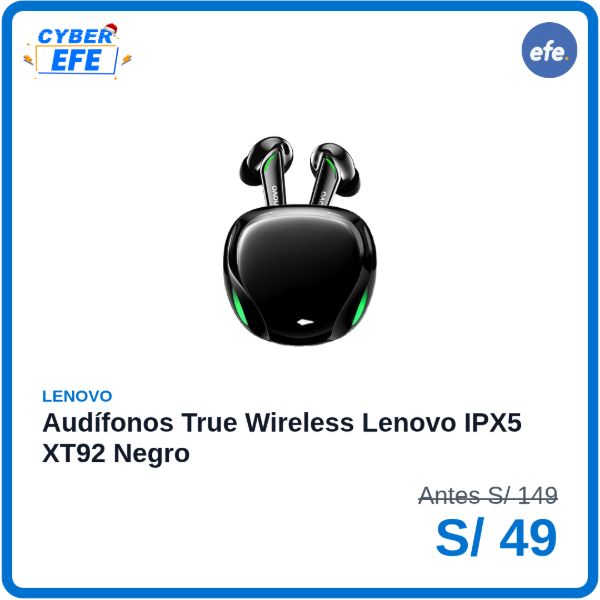 CYBER
EFE
efe.
LENOVO
Audífonos True Wireless Lenovo IPX5
XT92 Negro
Antes S/ 149
S/ 49